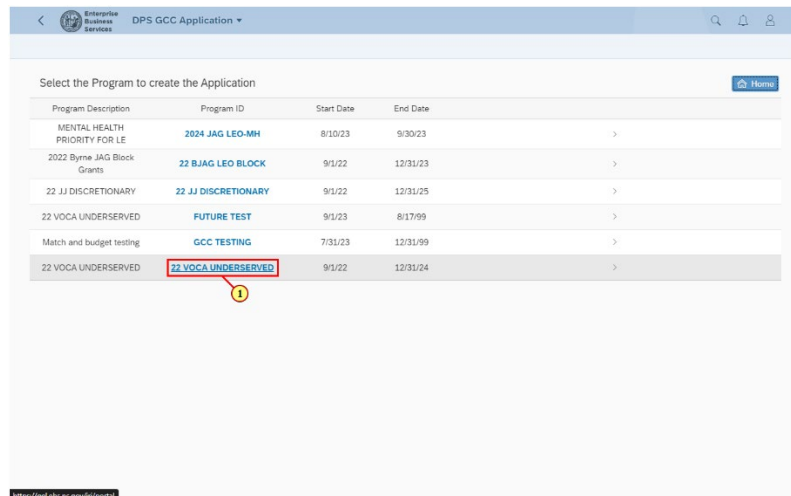 Enterprise
Business
Services
DPS GCC Application
Select the Program to create the Application
Home
Program Description Program ID Start Date End Date
MENTAL HEALTH
PRIORITY FOR LE
2024 JAG LEO-MH 8/10/23 9/30/23
2022 Byrne JAG Block
Grants
22 BJAG LEO BLOCK 9/1/22 12/31/23
22 JJ DISCRETIONARY 22 JJ DISCRETIONARY 9/1/22 12/31/25
22 VOCA UNDERSERVED FUTURE TEST 9/1/23 8/17/99
Match and budget testing GCC TESTING 7/31/23 12/31/99
22 VOCA UNDERSERVED 22 VOCA UNDERSERVED 9/1/22 12/31/24
1